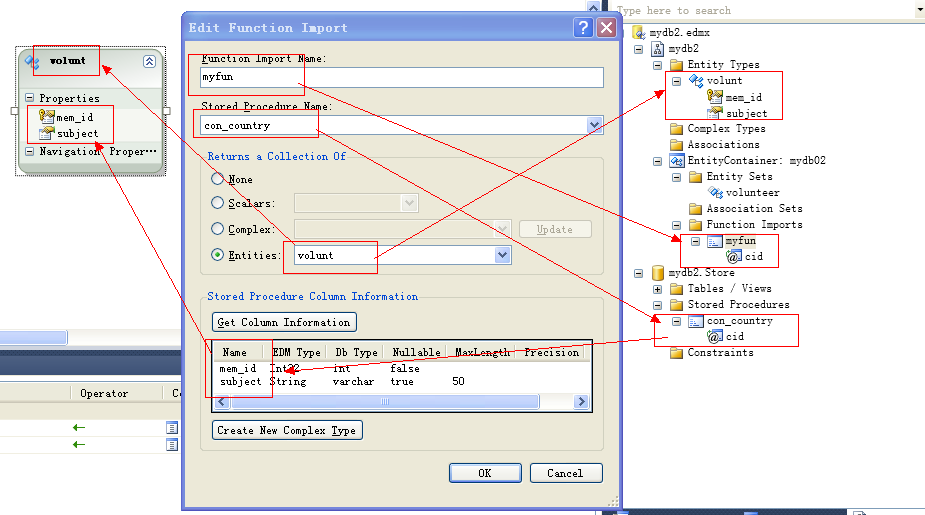 volunt
Properties
mem_id
subject
Navigation Proper···
Operator
Edit Function Import
Function Import Name:
myfun
Stored Procedure Name:
con_country
Returns a Collection Of
None
Scalars:
Complex:
Update
Entities:
volunt
Stored Procedure Column Information
Get Column Information
Name EDM Type Db Type Nullable MaxLength Precision
mem_id Int32 int false
subject String varchar true 50
Create New Complex Type
OK
Cancel
Type here to search
mydb2.edmx
mydb2
Entity Types
volunt
mem_id
subject
Complex Types
Associations
EntityContainer: mydb02
Entity Sets
volunteer
Association Sets
Function Imports
myfun
cid
mydb2.Store
Tables / Views
Stored Procedures
con_country
cid
Constraints